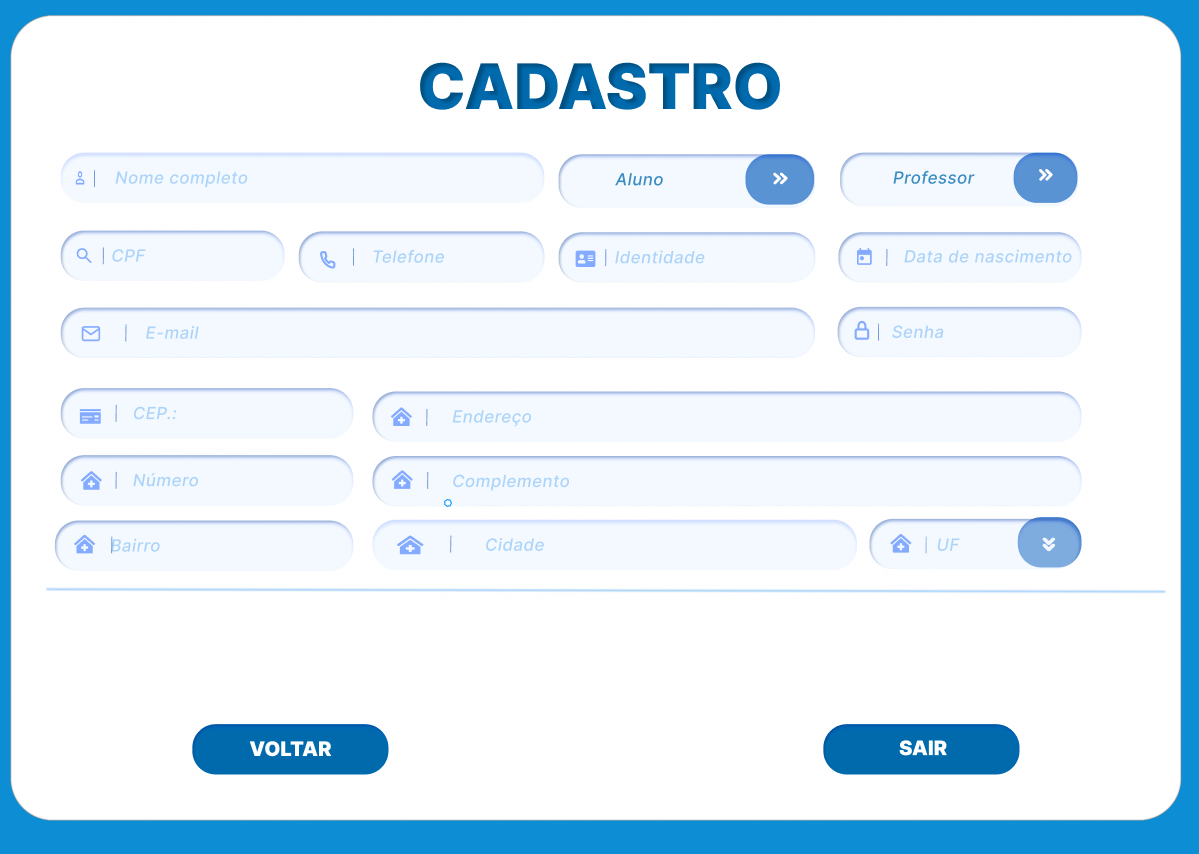 CADASTRO
Nome completo
Aluno
Professor
CPF
Telefone
Identidade
Data de nascimento
E-mail
Senha
CEP.:
Endereço
Número
Complemento
Bairro
Cidade
UF
VOLTAR
SAIR